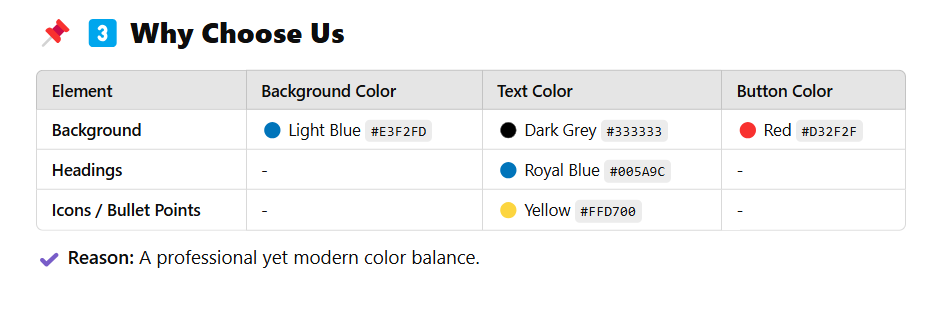 3 Why Choose Us
Element Background Color Text Color Button Color
Background Light Blue #E3F2FD Dark Grey #333333 Red #D32F2F
Headings - Royal Blue #005A9C -
Icons / Bullet Points - Yellow #FFD700 -
Reason: A professional yet modern color balance.